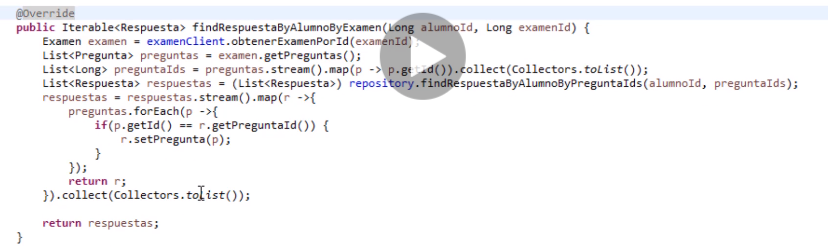 @Override
public Iterable<Respuesta> findRespuestaByAlumnoByExamen(Long alumnoId, Long examenId) {
Examen examen = examenClient.obtenerExamenPorId(examenId);
List<Pregunta> preguntas = examen.getPreguntas();
List<Long> preguntaIds = preguntas.stream().map(p -> p.getId()).collect(Collectors.toList());
List<Respuesta> respuestas = (List<Respuesta>) repository.findRespuestaByAlumnoByPreguntaIds(alumnoId, preguntaIds);
respuestas = respuestas.stream().map(r ->{
preguntas.forEach(p ->{
if(p.getId() == r.getPreguntaId()) {
r.setPregunta(p);
}
});
return r;
}).collect(Collectors.toList());
return respuestas;
}